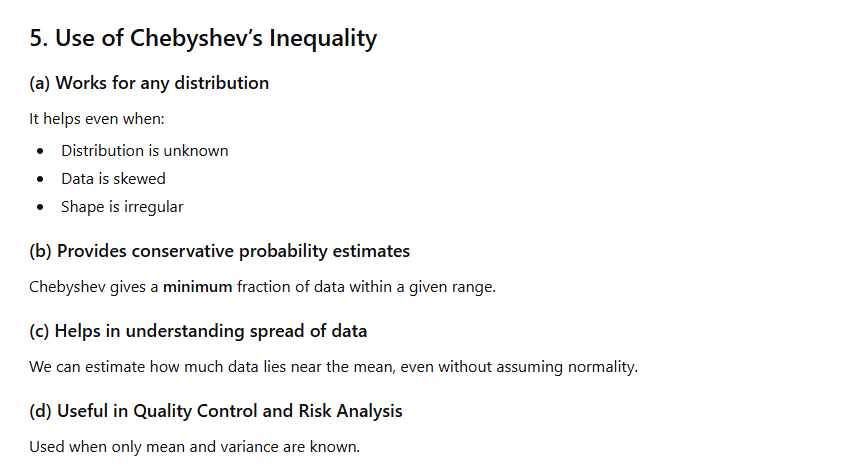 5. Use of Chebyshev’s Inequality
(a) Works for any distribution
It helps even when:
• Distribution is unknown
• Data is skewed
• Shape is irregular
(b) Provides conservative probability estimates
Chebyshev gives a minimum fraction of data within a given range.
(c) Helps in understanding spread of data
We can estimate how much data lies near the mean, even without assuming normality.
(d) Useful in Quality Control and Risk Analysis
Used when only mean and variance are known.